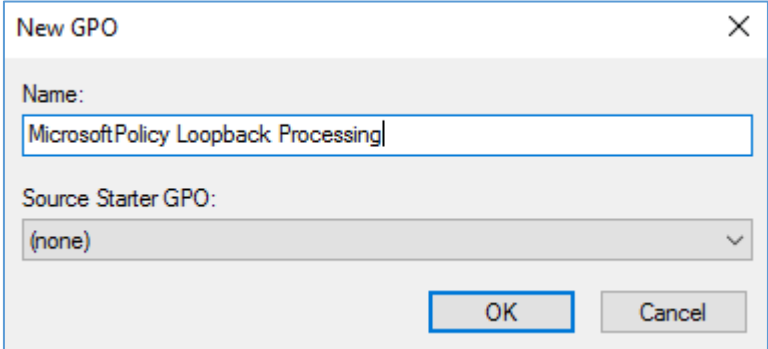 New GPO
Name:
MicrosoftPolicy Loopback Processing
Source Starter GPO:
(none)
OK Cancel